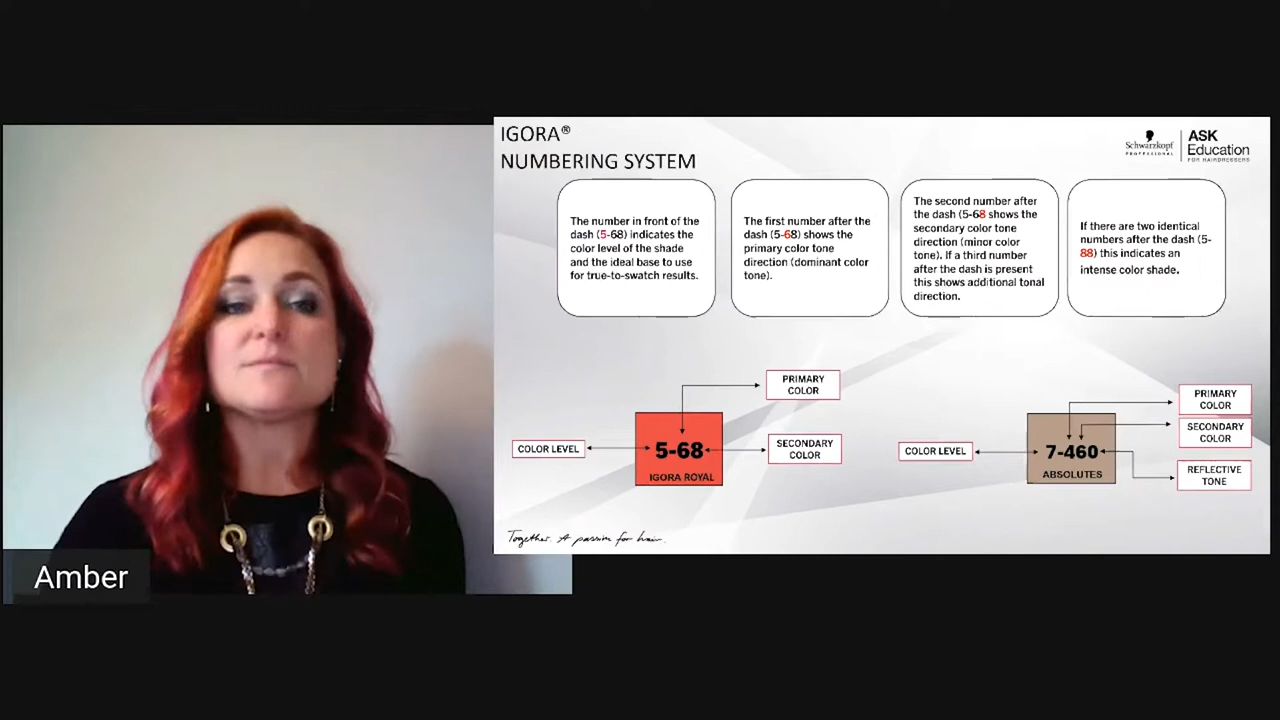 IGORA®
NUMBERING SYSTEM
Schwarzkopf
PROFESSIONAL
ASK
Education
FOR HAIRDRESSERS
The number in front of the
dash (5-68) indicates the
color level of the shade
and the ideal base to use
for true-to-swatch results.
The first number after the
dash (5-68) shows the
primary color tone
direction (dominant color
tone).
The second number after
the dash (5-68 shows the
secondary color tone
direction (minor color
tone). If a third number
after the dash is present
this shows additional tonal
direction.
If there are two identical
numbers after the dash (5-
88) this indicates an
intense color shade.
PRIMARY
COLOR
COLOR LEVEL
5-68
IGORA ROYAL
SECONDARY
COLOR
PRIMARY
COLOR
SECONDARY
COLOR
COLOR LEVEL
7-460
ABSOLUTES
REFLECTIVE
TONE
Together. A passion for hair.
Amber